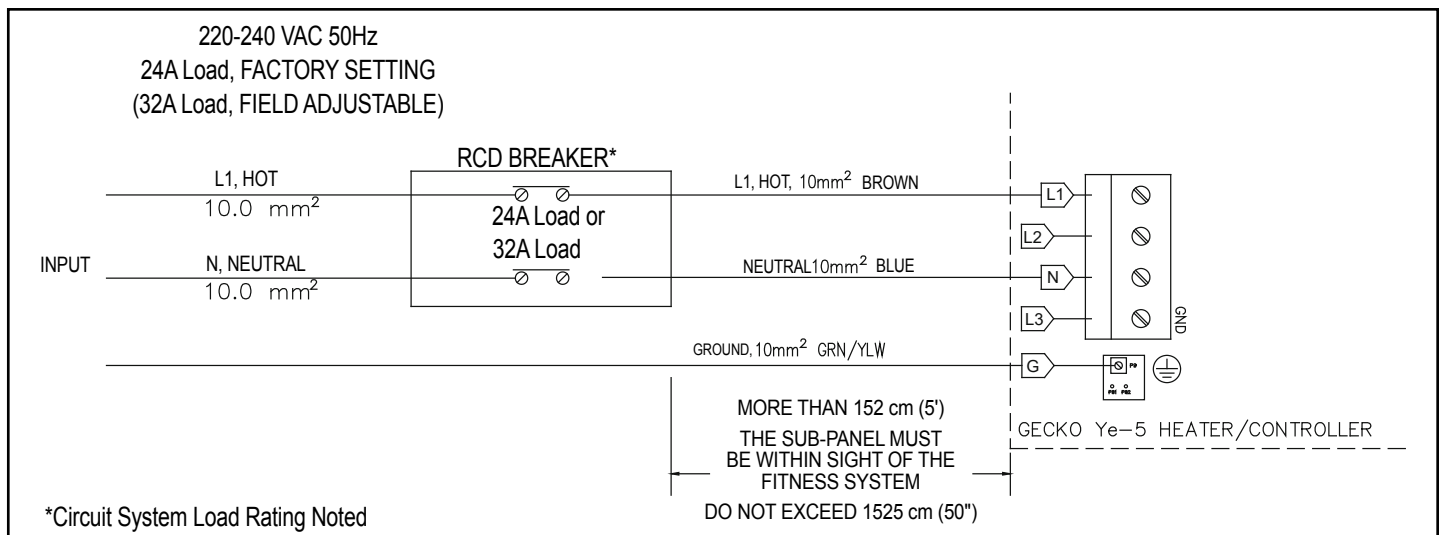 220-240 VAC 50Hz
24A Load, FACTORY SETTING
(32A Load, FIELD ADJUSTABLE)
RCD BREAKER*
L1, HOT
10.0 mm²
24A Load or
32A Load
L1, HOT, 10mm² BROWN
L1
L2
INPUT
N, NEUTRAL
10.0 mm²
NEUTRAL10mm² BLUE
N
L3
GND
GROUND, 10mm² GRN/YLW
G
P9
P81 P82
MORE THAN 152 cm (5')
THE SUB-PANEL MUST
BE WITHIN SIGHT OF THE
FITNESS SYSTEM
DO NOT EXCEED 1525 cm (50")
GECKO Ye-5 HEATER/CONTROLLER
*Circuit System Load Rating Noted